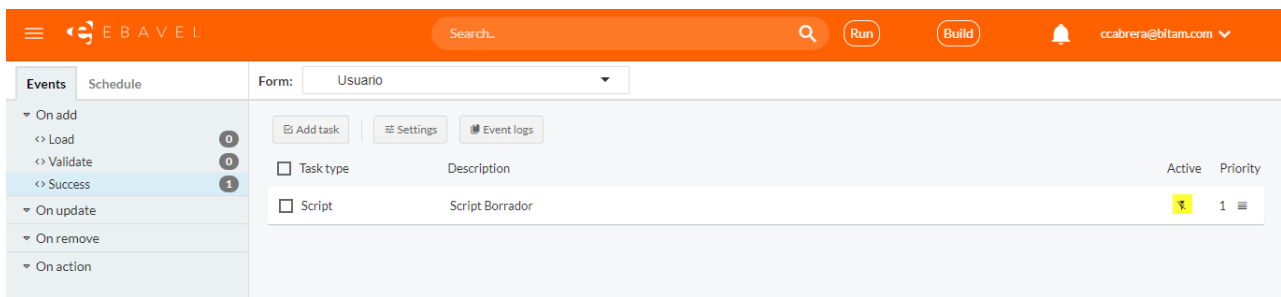 EBAVEL Search.. Run Build ccabrera@bitam.com
Events Schedule Form: Usuario
On add
Load 0
Validate 0
Success 1
On update
On remove
On action
Add task Settings Event logs
Task type Description Active Priority
Script Script Borrador 1